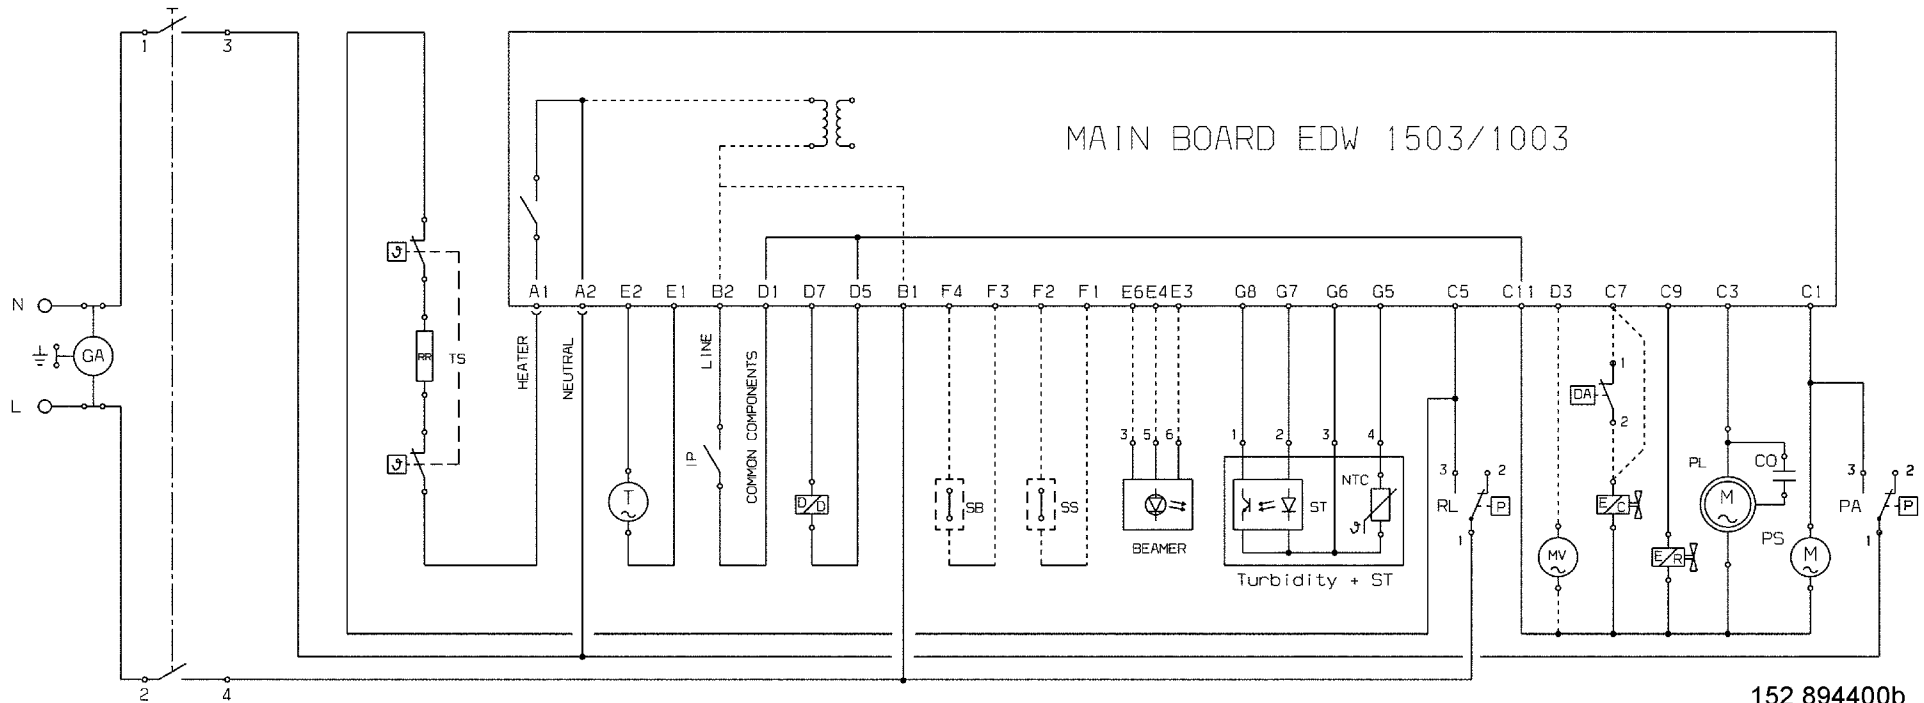 1 3
MAIN BOARD EDW 1503/1003
N
GA
L
ϑ
RR TS
ϑ
A1 A2 E2 E1 B2 D1 D7 D5 B1 F4 F3 F2 F1 E6 E4 E3 G8 G7 G6 G5 C5 C11 D3 C7 C9 C3 C1
HEATER
NEUTRAL
LINE
COMMON COMPONENTS
IP
T
D D
SB
SS
3 5 6
BEAMER
1 2 3 4
NTC
ST
ϑ
Turbidity + ST
3 2
RL P
1
1
DA
2
E C
MV
E R
PL CO
M
PS
M
3 2
PA P
1
2 4
152 894400b